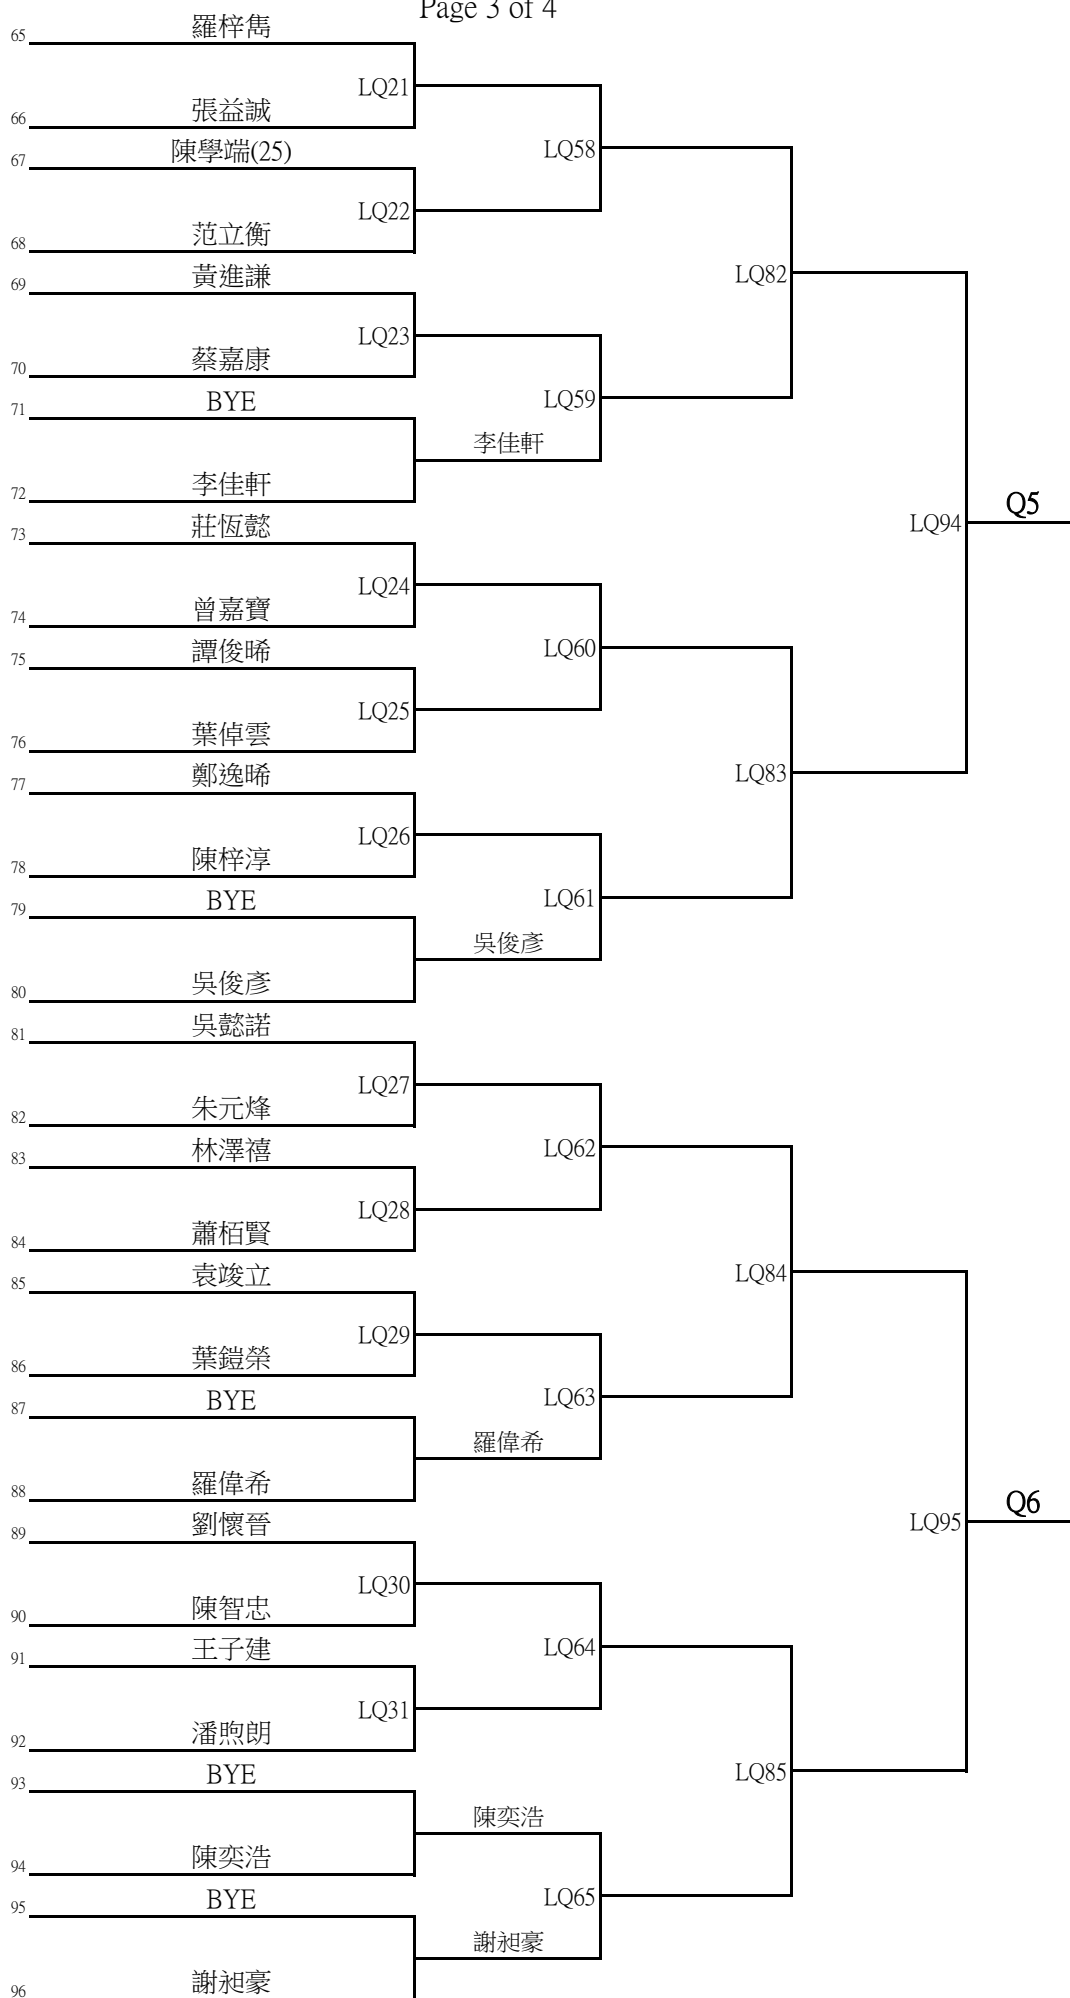 Page 3 of 4
65 羅梓雋
LQ21
66 張益誠
LQ58
67 陳學端(25)
LQ22
68 范立衡
LQ82
69 黃進謙
LQ23
70 蔡嘉康
LQ59
71 BYE
李佳軒
72 李佳軒
Q5
LQ94
73 莊恆懿
LQ24
74 曾嘉寶
LQ60
75 譚俊晞
LQ25
76 葉倬雲
LQ83
77 鄭逸晞
LQ26
78 陳梓淳
LQ61
79 BYE
吳俊彥
80 吳俊彥
81 吳懿諾
LQ27
82 朱元烽
LQ62
83 林澤禧
LQ28
84 蕭栢賢
LQ84
85 袁竣立
LQ29
86 葉鎧榮
LQ63
87 BYE
羅偉希
88 羅偉希
Q6
LQ95
89 劉懷晉
LQ30
90 陳智忠
LQ64
91 王子建
LQ31
92 潘煦朗
LQ85
93 BYE
陳奕浩
94 陳奕浩
LQ65
95 BYE
謝昶豪
96 謝昶豪